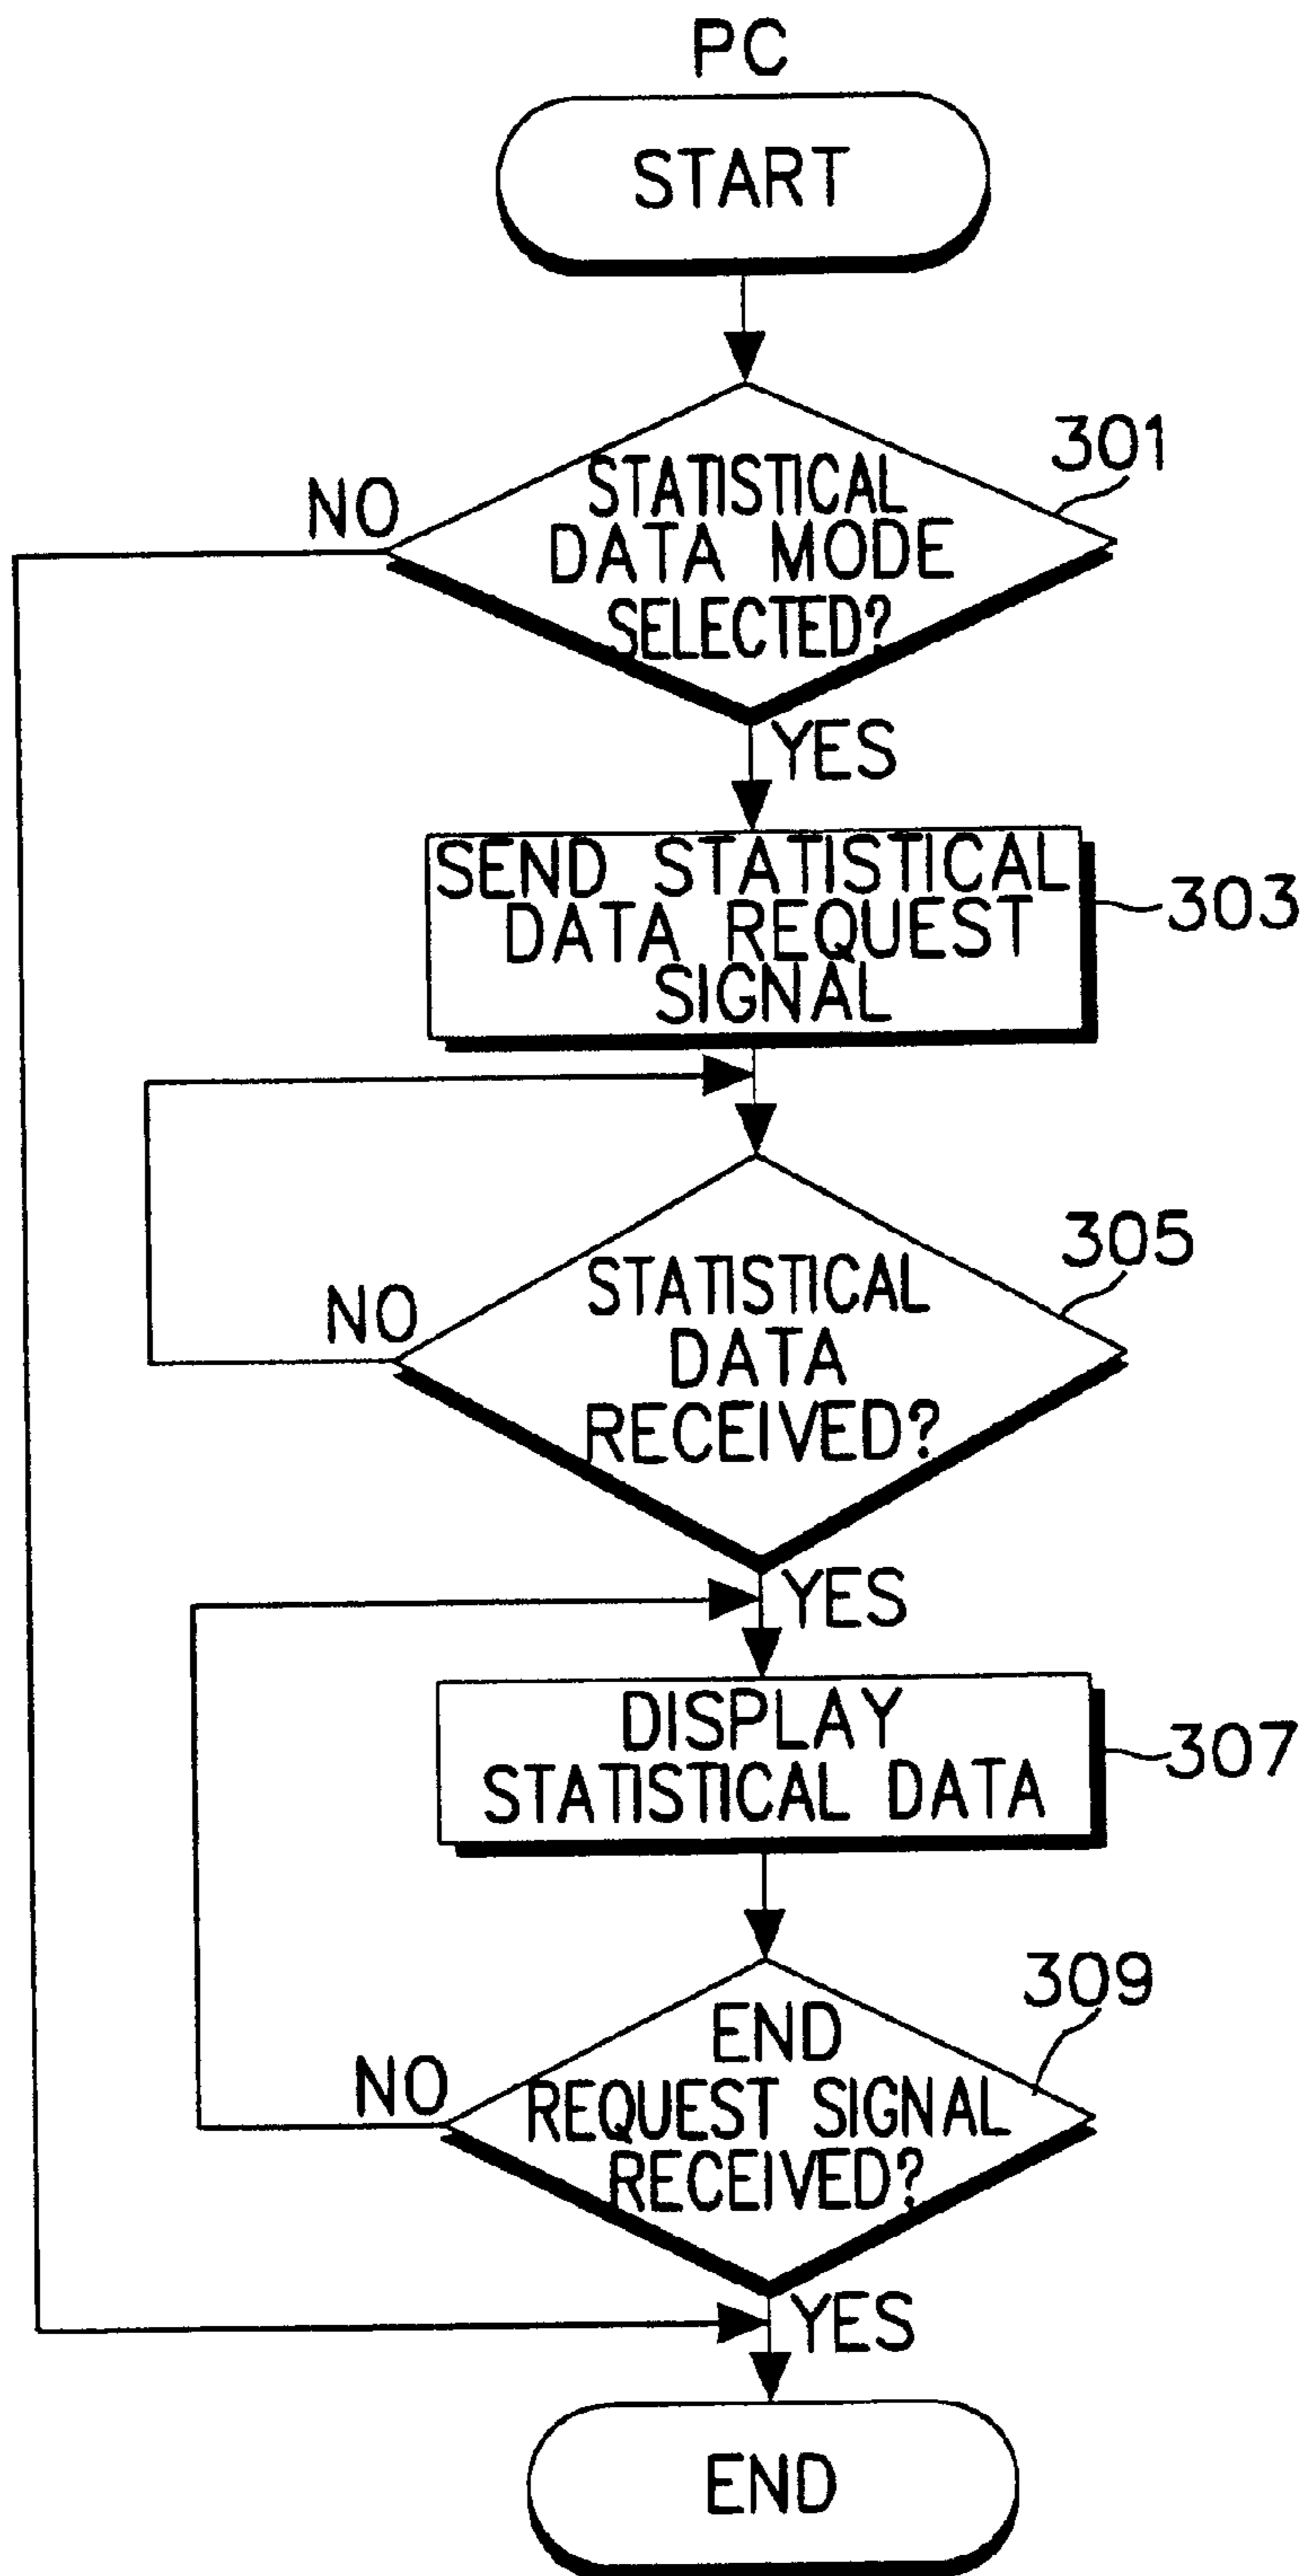 PC
START
301
STATISTICAL
NO
DATA MODE
SELECTED?
YES
SEND STATISTICAL
DATA REQUEST
SIGNAL
303
305
STATISTICAL
NO
DATA
RECEIVED?
YES
DISPLAY
STATISTICAL DATA
307
309
END
NO
REQUEST SIGNAL
RECEIVED?
YES
END